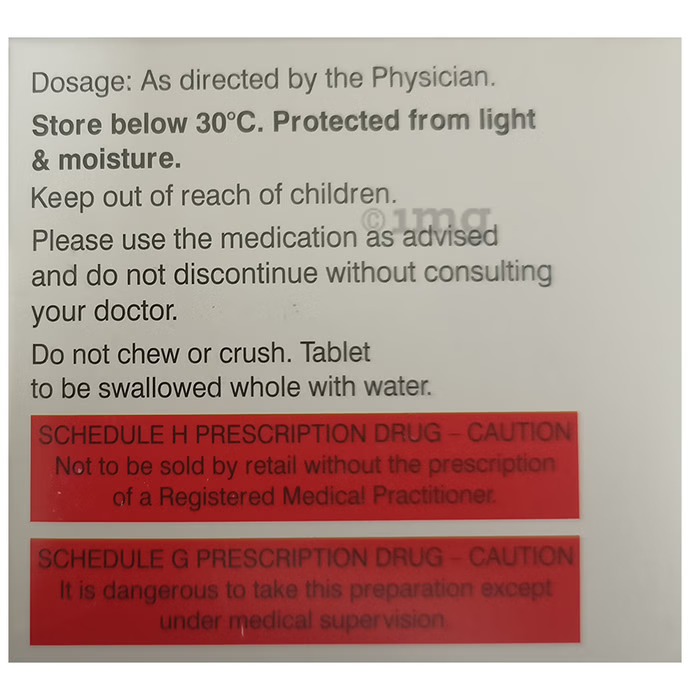 Dosage: As directed by the Physician.
Store below 30°C. Protected from light
& moisture.
Keep out of reach of children.
©1mg
Please use the medication as advised
and do not discontinue without consulting
your doctor.
Do not chew or crush. Tablet
to be swallowed whole with water.
SCHEDULE H PRESCRIPTION DRUG – CAUTION
Not to be sold by retail without the prescription
of a Registered Medical Practitioner.
SCHEDULE G PRESCRIPTION DRUG – CAUTION
It is dangerous to take this preparation except
under medical supervision.